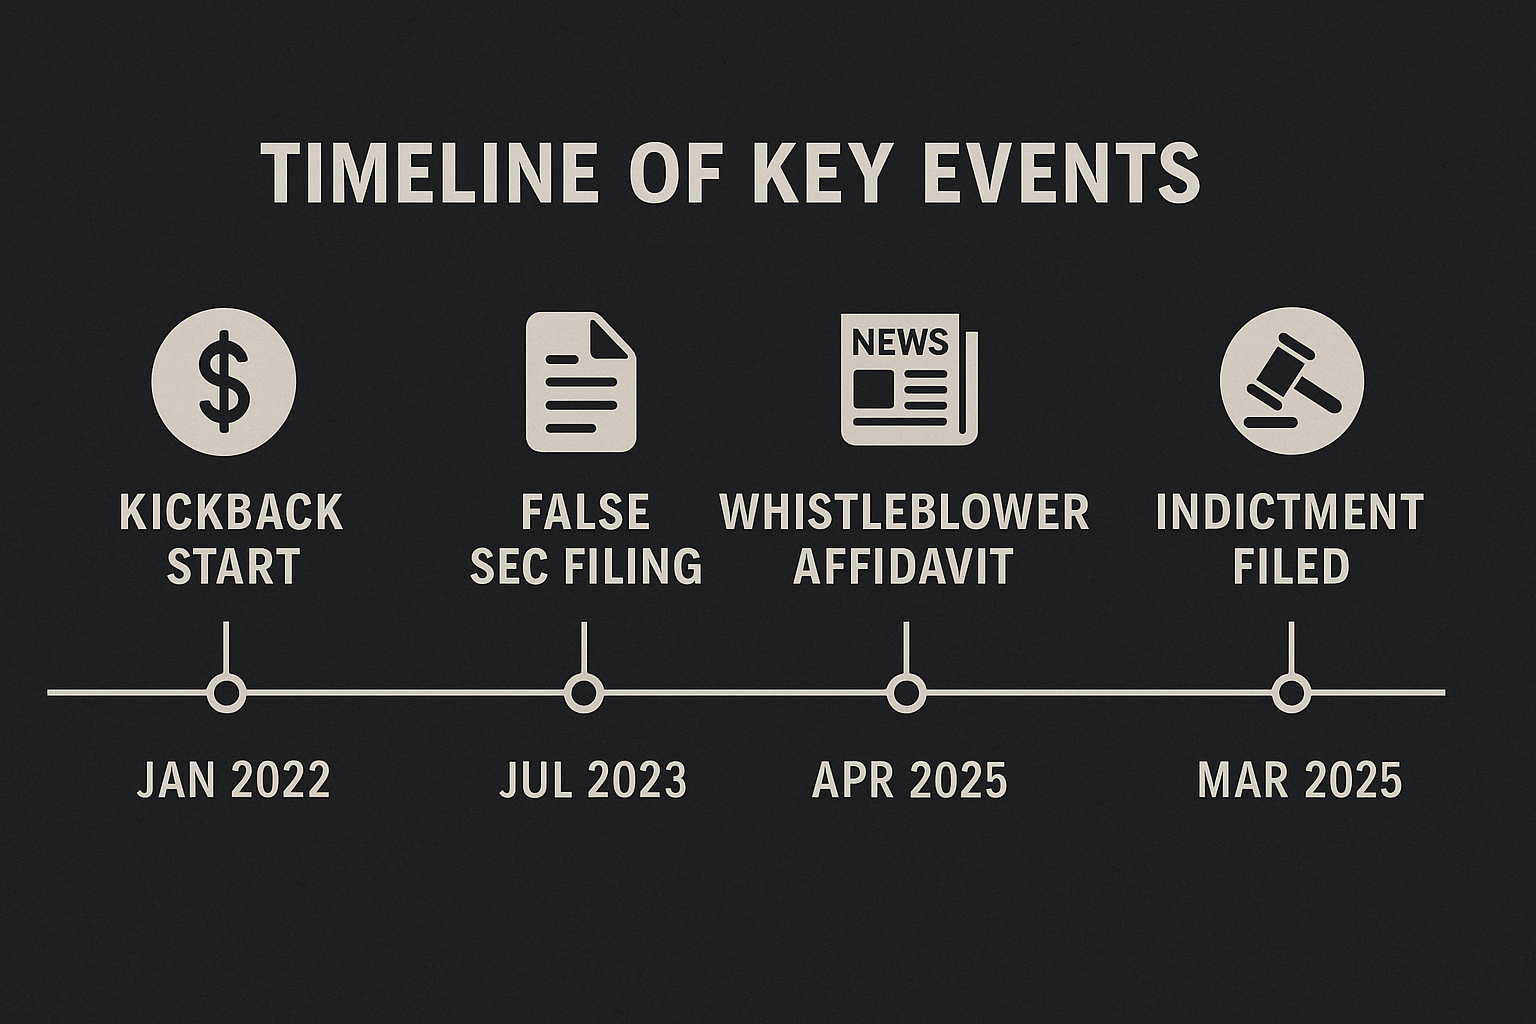 TIMELINE OF KEY EVENTS
NEWS
KICKBACK
START
FALSE
SEC FILING
WHISTLEBLOWER
AFFIDAVIT
INDICTMENT
FILED
JAN 2022
JUL 2023
APR 2025
MAR 2025